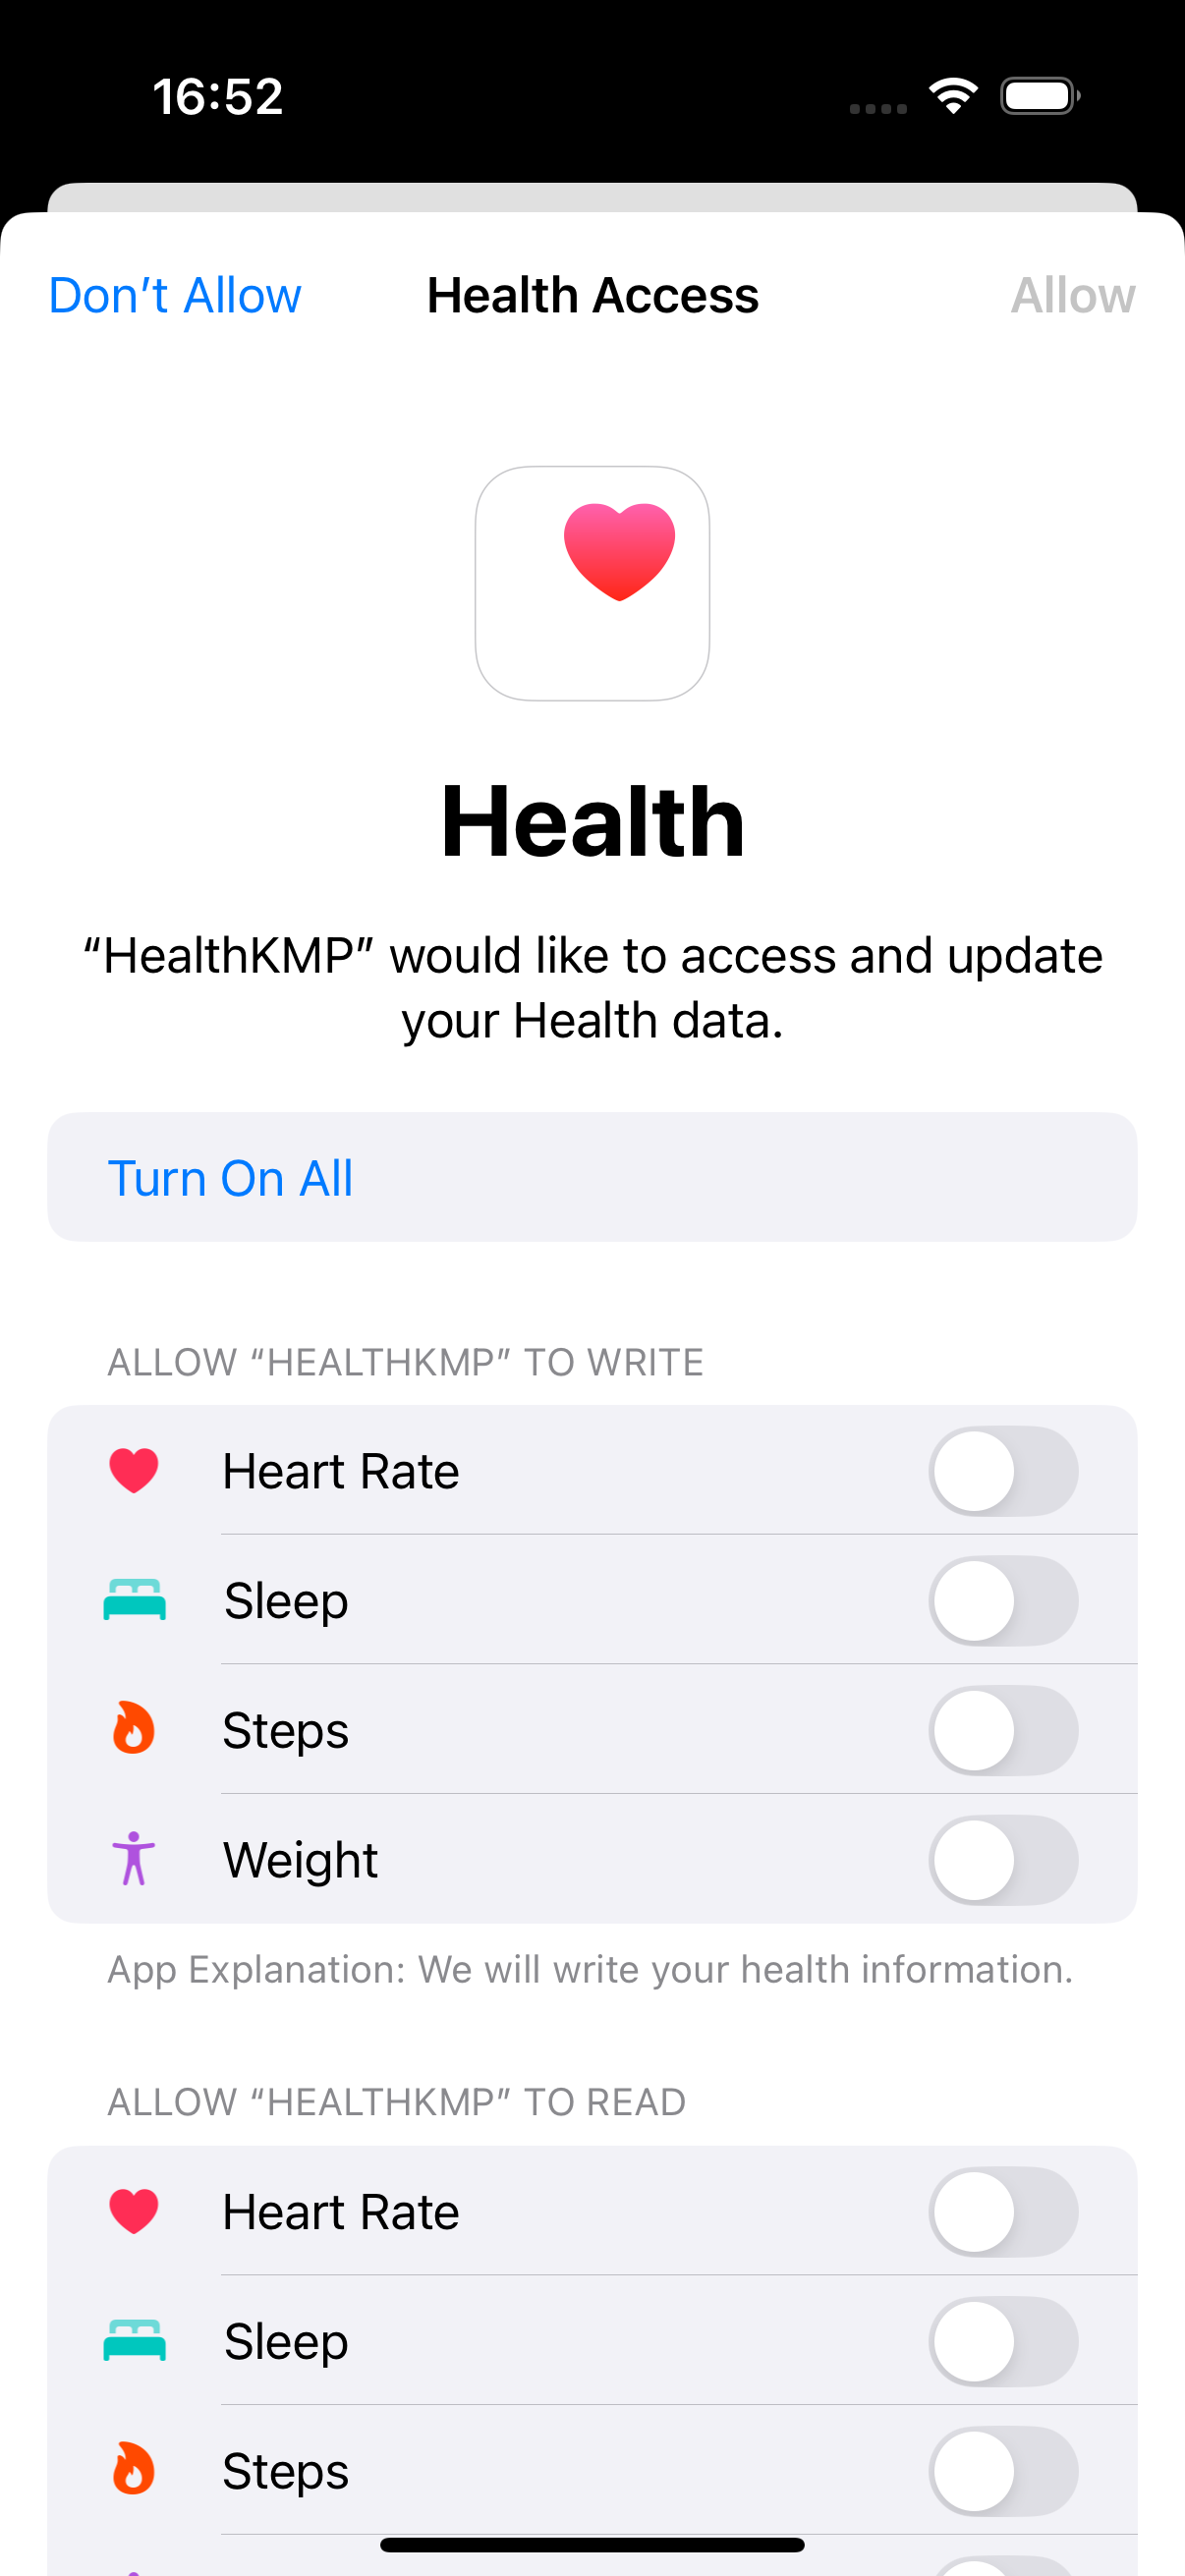 16:52
Don’t Allow
Health Access
Allow
Health
“HealthKMP” would like to access and update
your Health data.
Turn On All
ALLOW “HEALTHKMP” TO WRITE
Heart Rate
Sleep
Steps
Weight
App Explanation: We will write your health information.
ALLOW “HEALTHKMP” TO READ
Heart Rate
Sleep
Steps